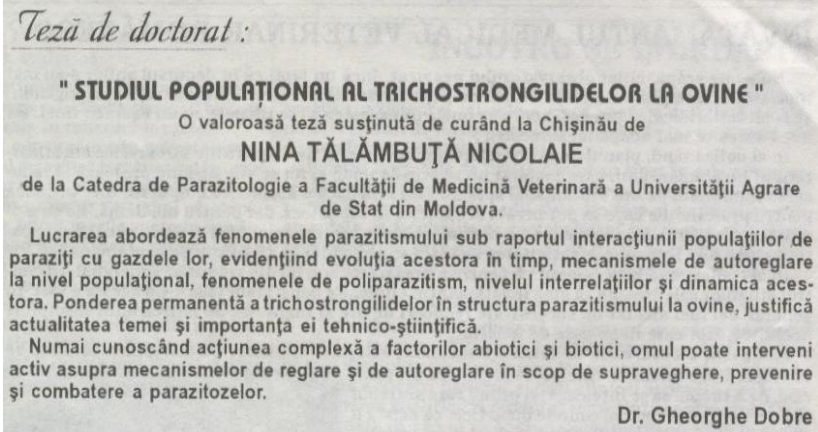 Teză de doctorat :
" STUDIUL POPULAȚIONAL AL TRICHOSTRONGILIDELOR LA OVINE "
O valoroasă teză susținută de curând la Chișinău de
NINA TĂLĂMBUȚĂ NICOLAIE
de la Catedra de Parazitologie a Facultății de Medicină Veterinară a Universității Agrare
de Stat din Moldova.
Lucrarea abordează fenomenele parazitismului sub raportul interacțiunii populațiilor de
paraziți cu gazdele lor, evidențiind evoluția acestora în timp, mecanismele de autoreglare
la nivel populațional, fenomenele de poliparazitism, nivelul interrelațiilor și dinamica aces-
tora. Ponderea permanentă a trichostrongilidelor în structura parazitismului la ovine, justifică
actualitatea temei și importanța ei tehnico-științifică.
Numai cunoscând acțiunea complexă a factorilor abiotici și biotici, omul poate interveni
activ asupra mecanismelor de reglare și de autoreglare în scop de supraveghere, prevenire
și combatere a parazitozelor.
Dr. Gheorghe Dobre